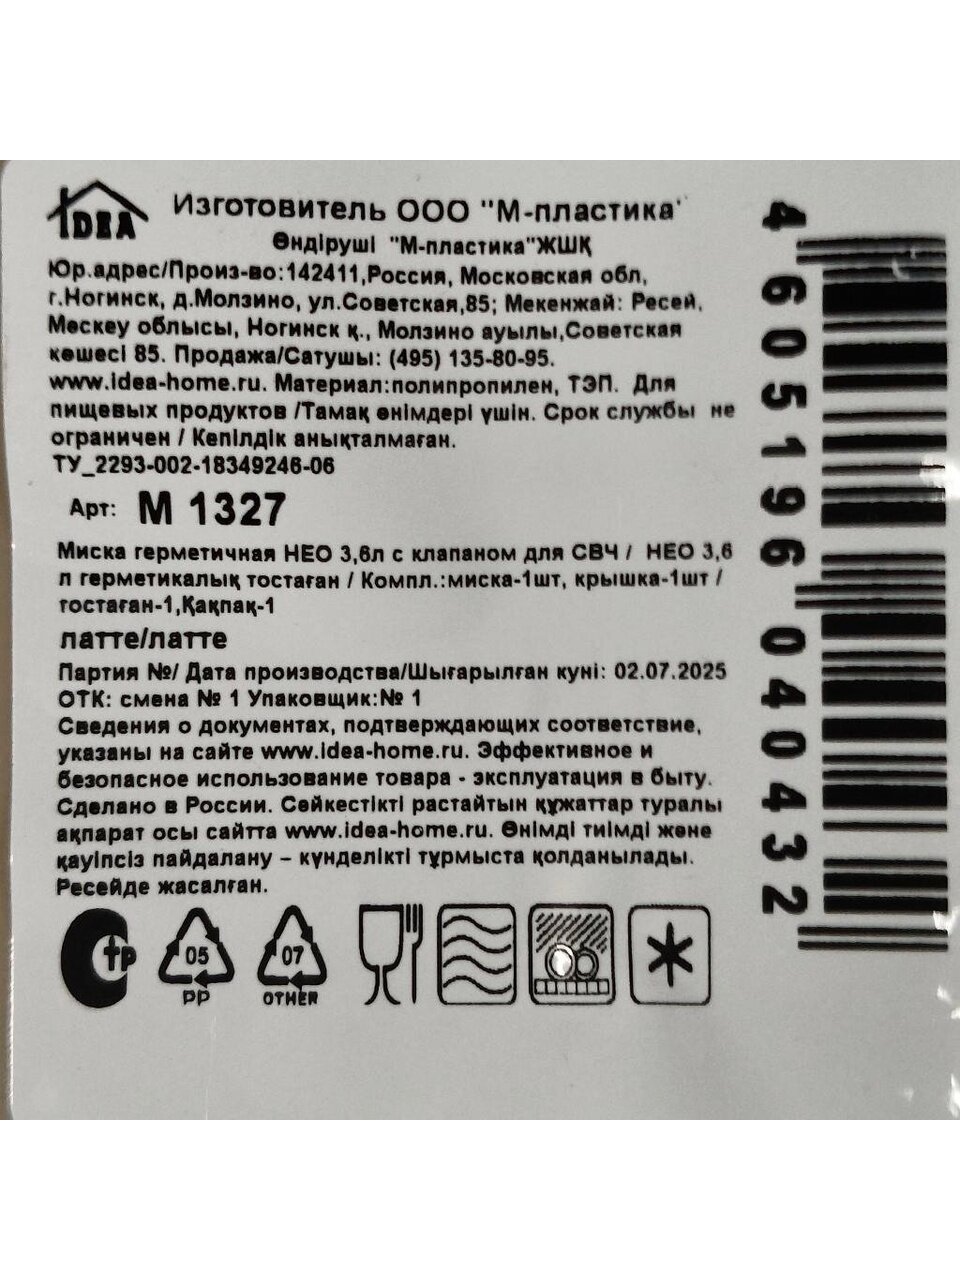 IDEA
Изготовитель ООО "М-пластика"
Өндіруші "М-пластика"ЖШҚ
Юр.адрес/Произ-во:142411,Россия, Московская обл,
г.Ногинск, д.Молзино, ул.Советская,85; Мекенжай: Ресей,
Мәскеу облысы, Ногинск қ., Молзино ауылы,Советская
көшесі 85. Продажа/Сатушы: (495) 135-80-95.
www.idea-home.ru. Материал:полипропилен, ТЭП. Для
пищевых продуктов /Тамақ өнімдері үшін. Срок службы не
ограничен / Кепілдік анықталмаған.
ТУ_2293-002-18349246-06
Арт: М 1327
Миска герметичная НЕО 3,6л с клапаном для СВЧ / НЕО 3,6
л герметикалық тостаған / Компл.:миска-1шт, крышка-1шт /
тостаған-1,Қақпақ-1
латте/латте
Партия №/ Дата производства/Шығарылған күні: 02.07.2025
ОТК: смена № 1 Упаковщик:№ 1
Сведения о документах, подтверждающих соответствие,
указаны на сайте www.idea-home.ru. Эффективное и
безопасное использование товара - эксплуатация в быту.
Сделано в России. Сәйкестікті растайтын құжаттар туралы
ақпарат осы сайтта www.idea-home.ru. Өнімді тиімді және
қауіпсіз пайдалану – күнделікті тұрмыста қолданылады.
Ресейде жасалған.
СТР 05 07
PP OTHER
4 605196 040432